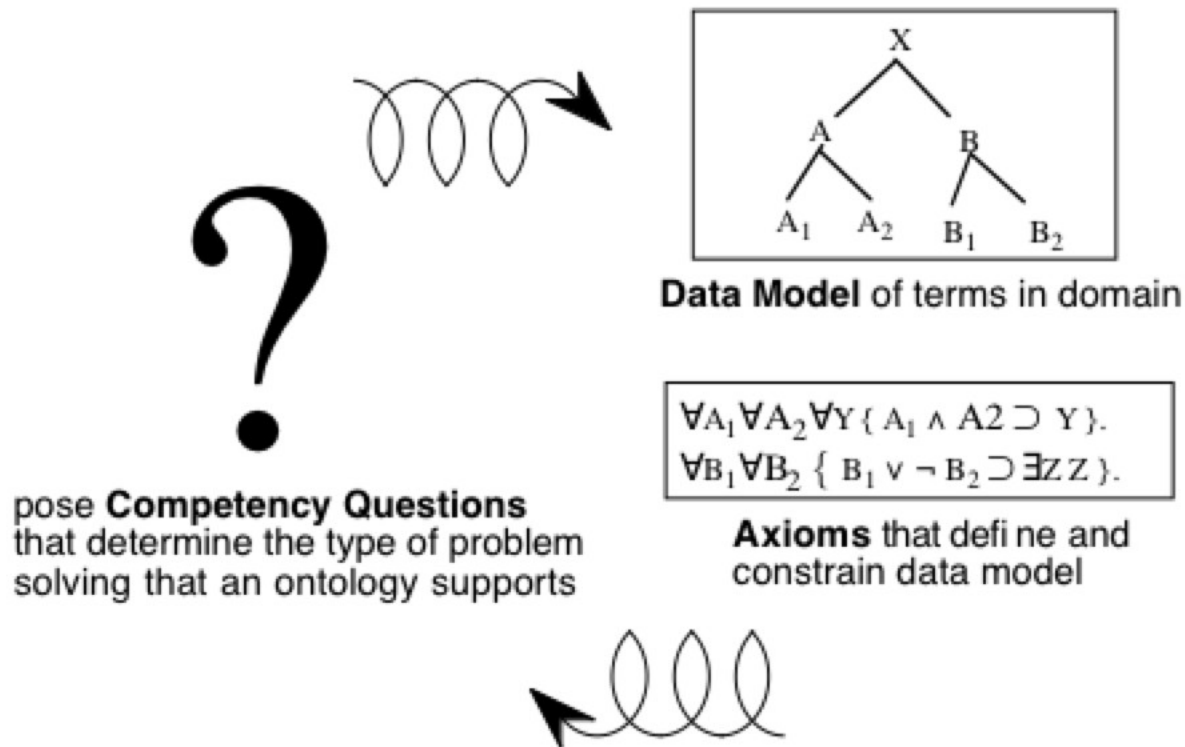 X
A B
A₁ A₂ B₁ B₂
Data Model of terms in domain
∀A₁∀A₂∀Y{ A₁ ∧ A2 ⊃ Y}.
∀B₁∀B₂ { B₁ ∨ ¬ B₂ ⊃ ∃Z Z }.
Axioms that defi ne and
constrain data model
?
pose Competency Questions
that determine the type of problem
solving that an ontology supports